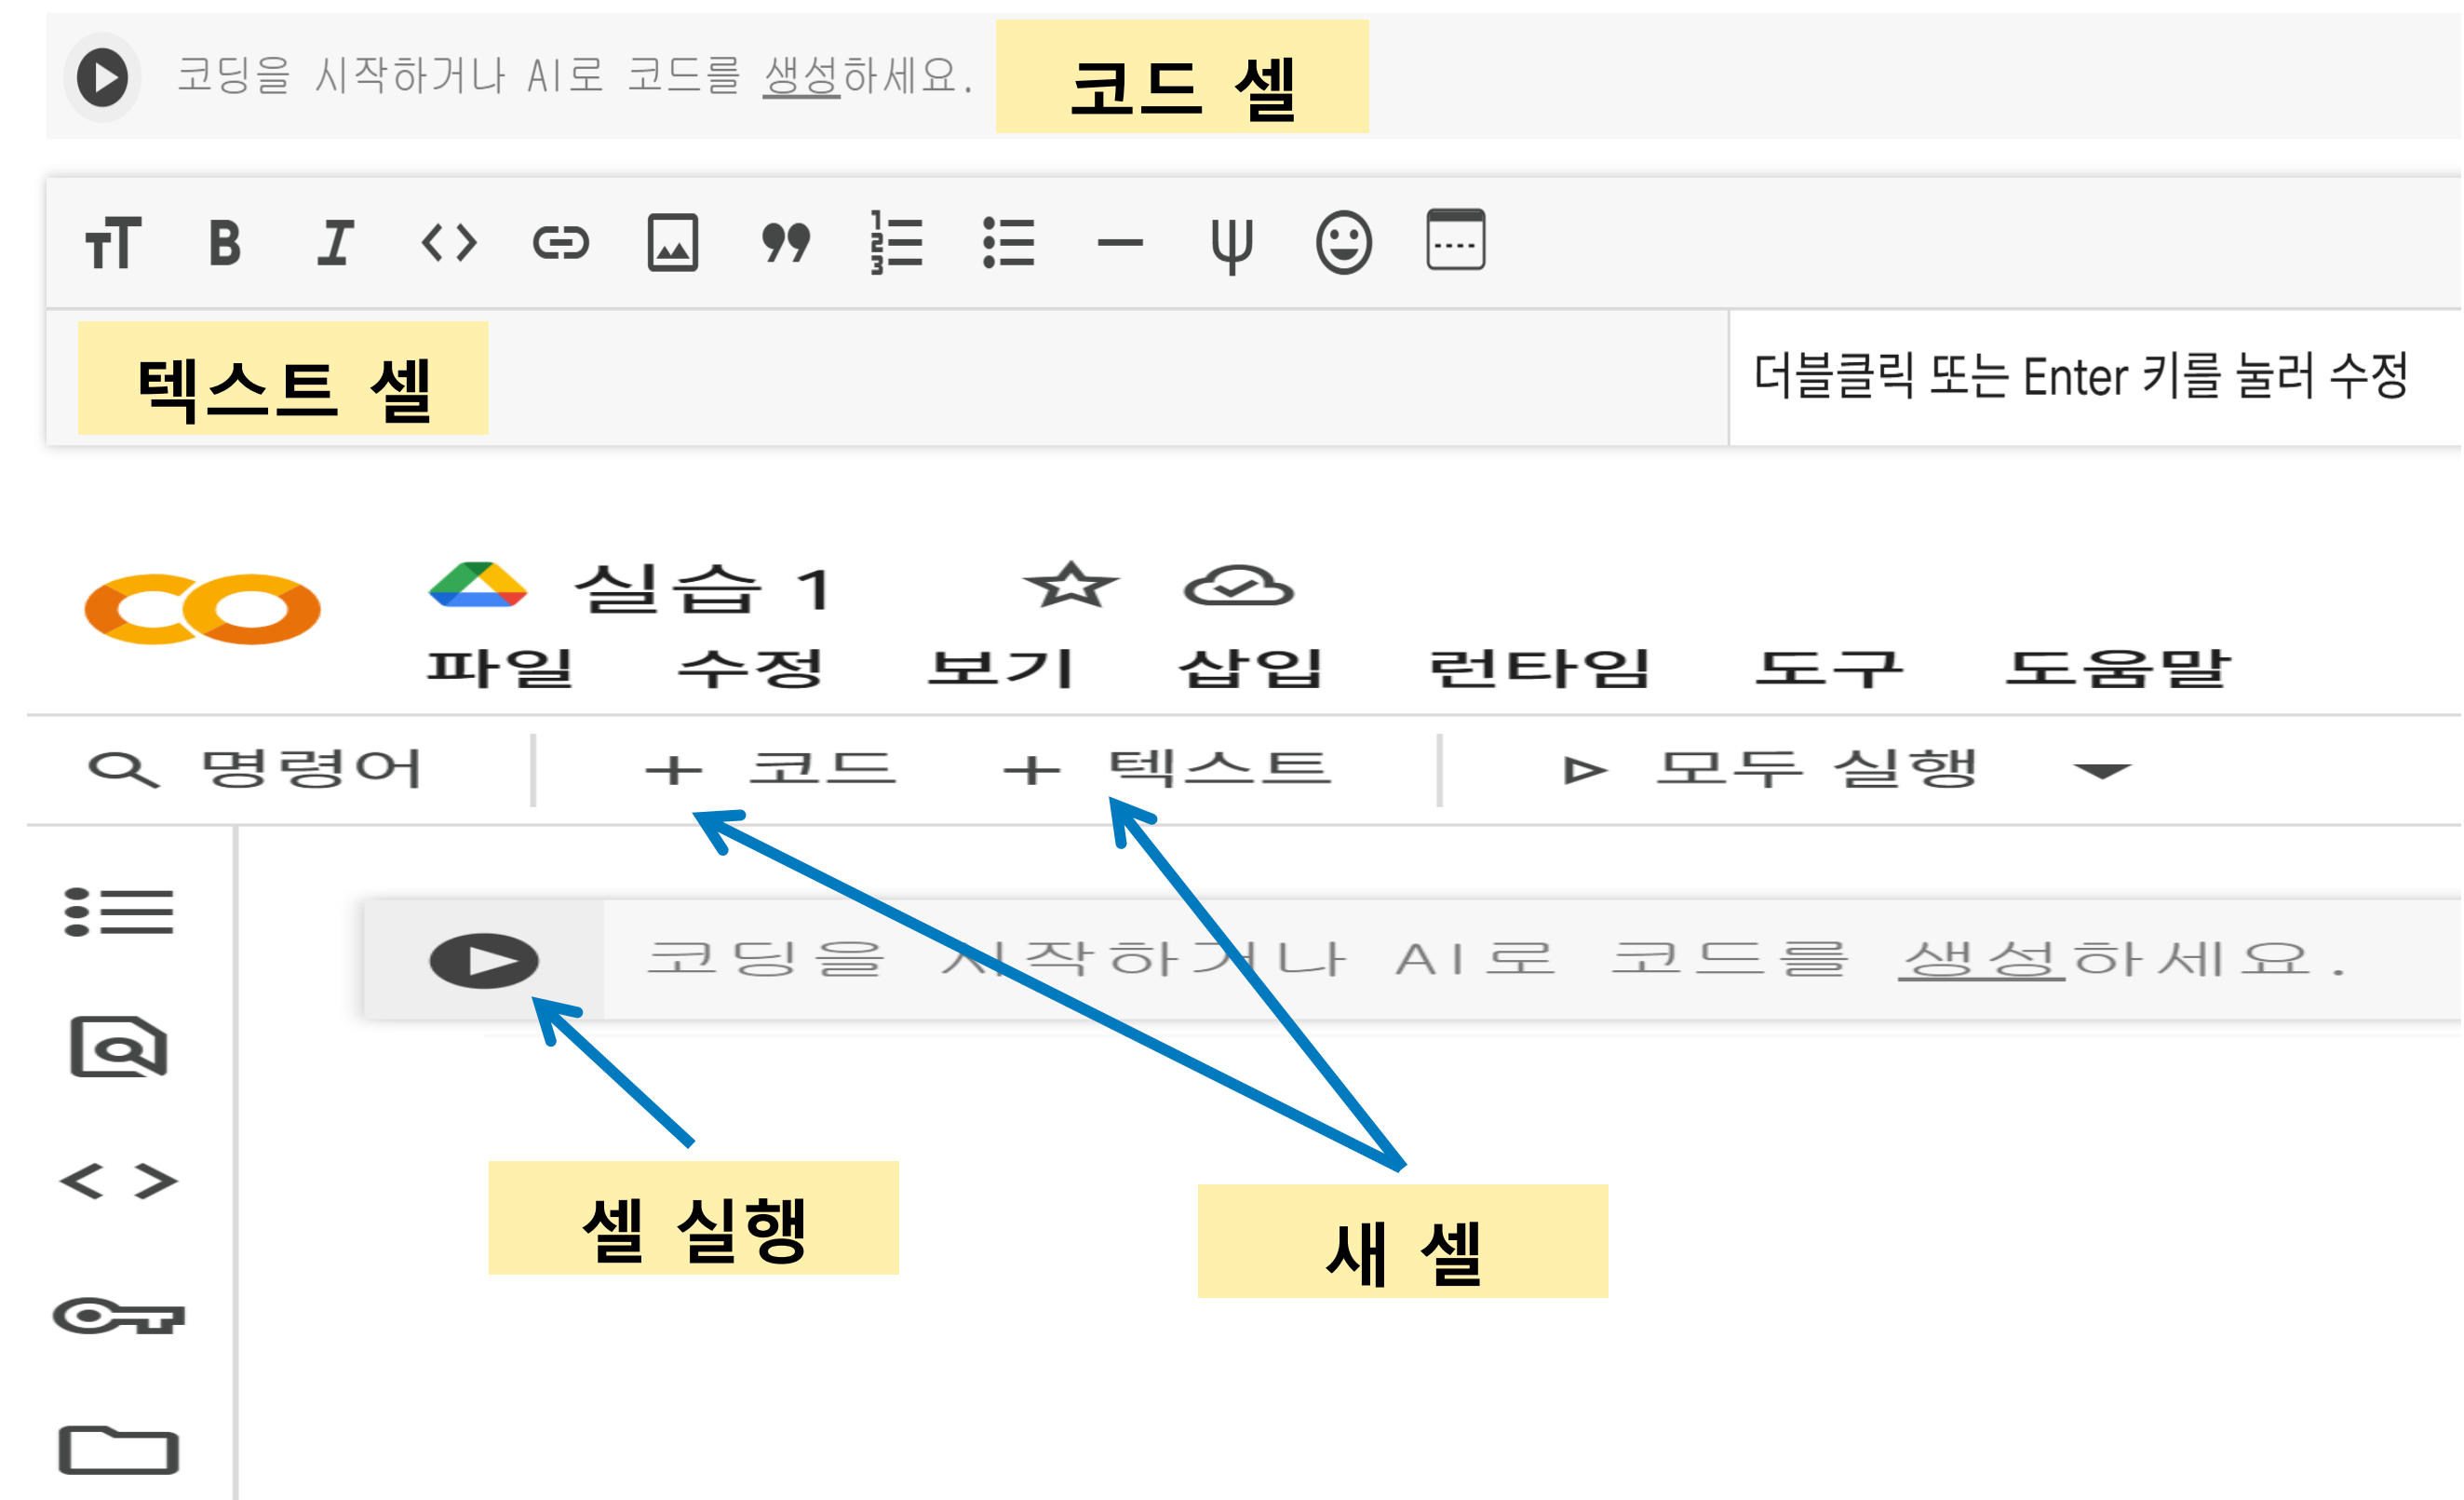 코딩을 시작하거나 AI로 코드를 생성하세요. 코드 셀
텍스트 셀
더블클릭 또는 Enter 키를 눌러 수정
실습 1
파일 수정 보기 삽입 런타임 도구 도움말
명령어 + 코드 + 텍스트 모두 실행
코딩을 시작하거나 AI로 코드를 생성하세요.
셀 실행
새 셀